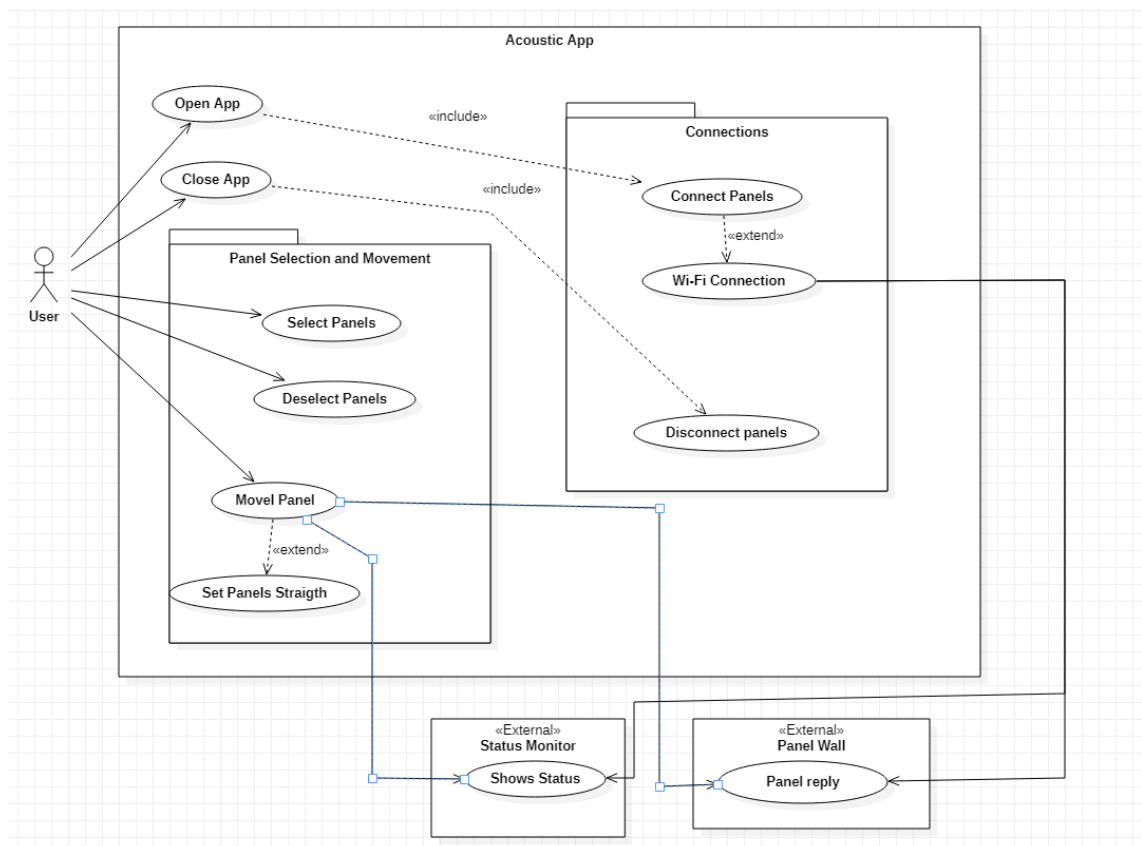 Acoustic App
Open App
«include»
Connections
Close App
«include»
Connect Panels
«extend»
Panel Selection and Movement
Wi-Fi Connection
User
Select Panels
Deselect Panels
Disconnect panels
Movel Panel
«extend»
Set Panels Straigth
«External»
Status Monitor
Shows Status
«External»
Panel Wall
Panel reply